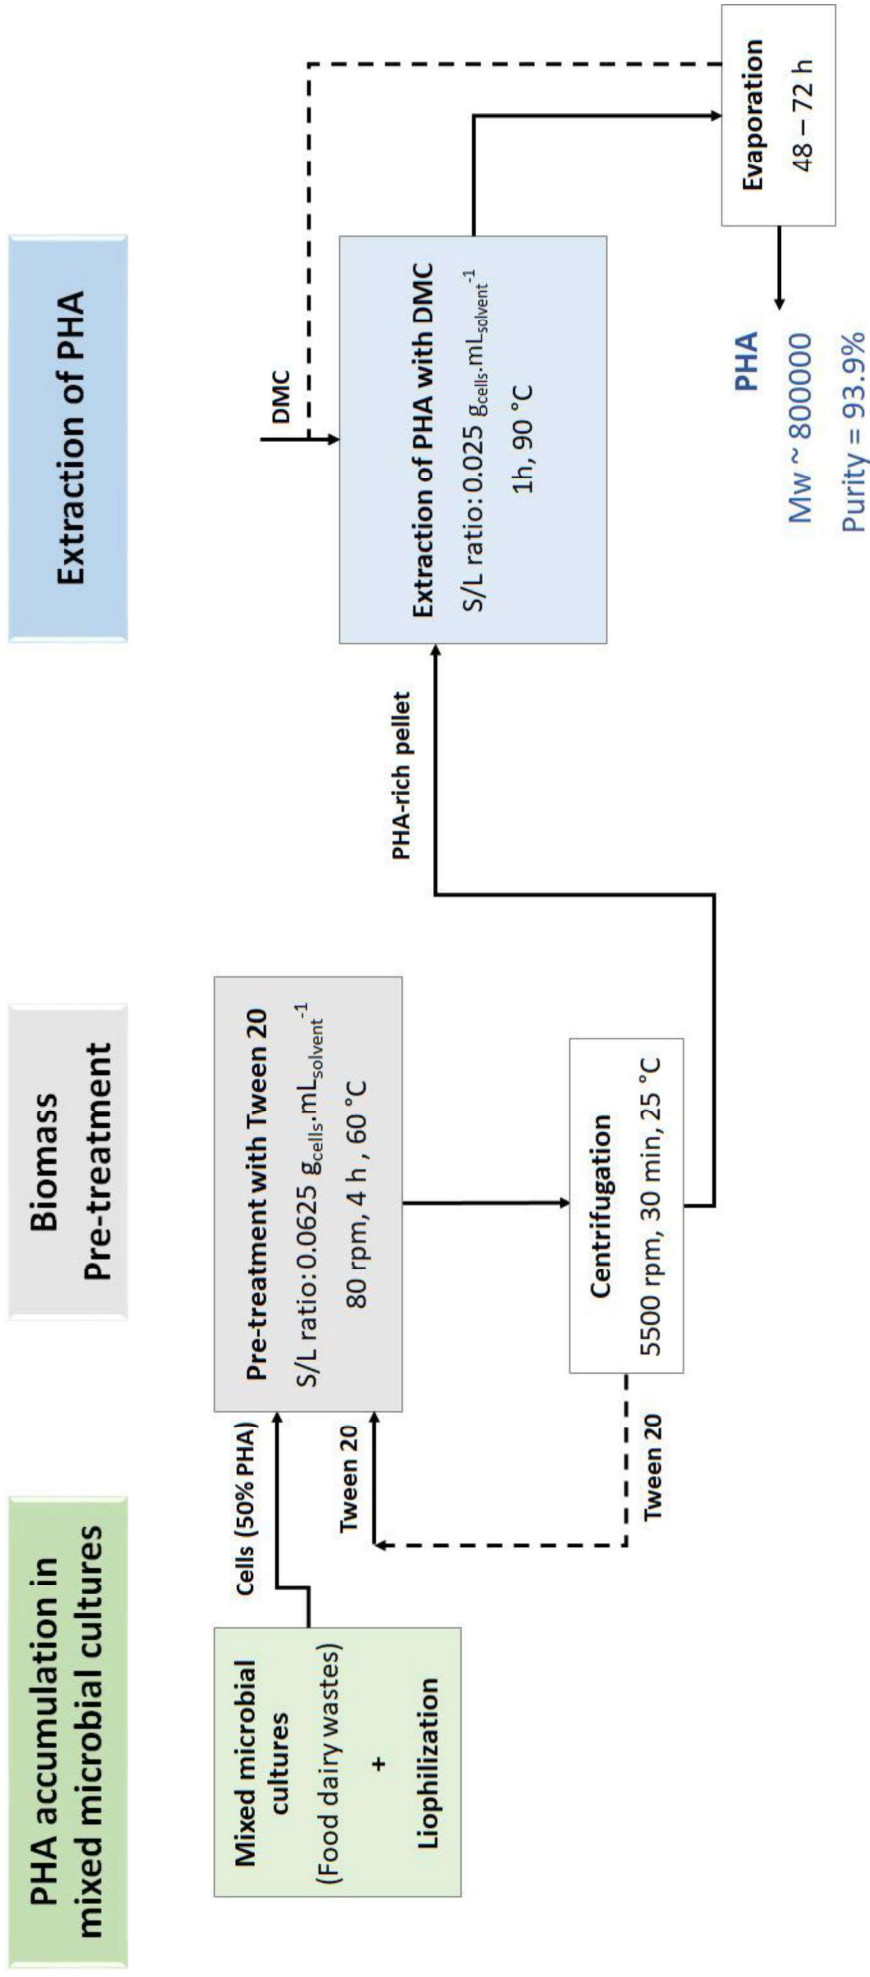 PHA accumulation in
mixed microbial cultures
Biomass
Pre-treatment
Extraction of PHA
Mixed microbial
cultures
(Food dairy wastes)
+
Liophilization
Cells (50% PHA)
Tween 20
Pre-treatment with Tween 20
S/L ratio: 0.0625 gcells.mLsolvent-1
80 rpm, 4 h , 60 °C
Centrifugation
5500 rpm, 30 min, 25 °C
Tween 20
PHA-rich pellet
DMC
Extraction of PHA with DMC
S/L ratio: 0.025 gcells.mLsolvent-1
1h, 90 °C
Evaporation
48 – 72 h
PHA
Mw ~ 800000
Purity = 93.9%